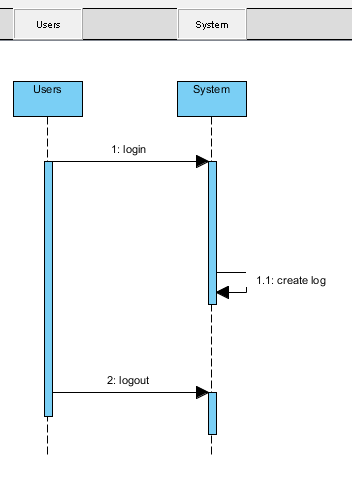 Users
System
Users
System
1: login
1.1: create log
2: logout